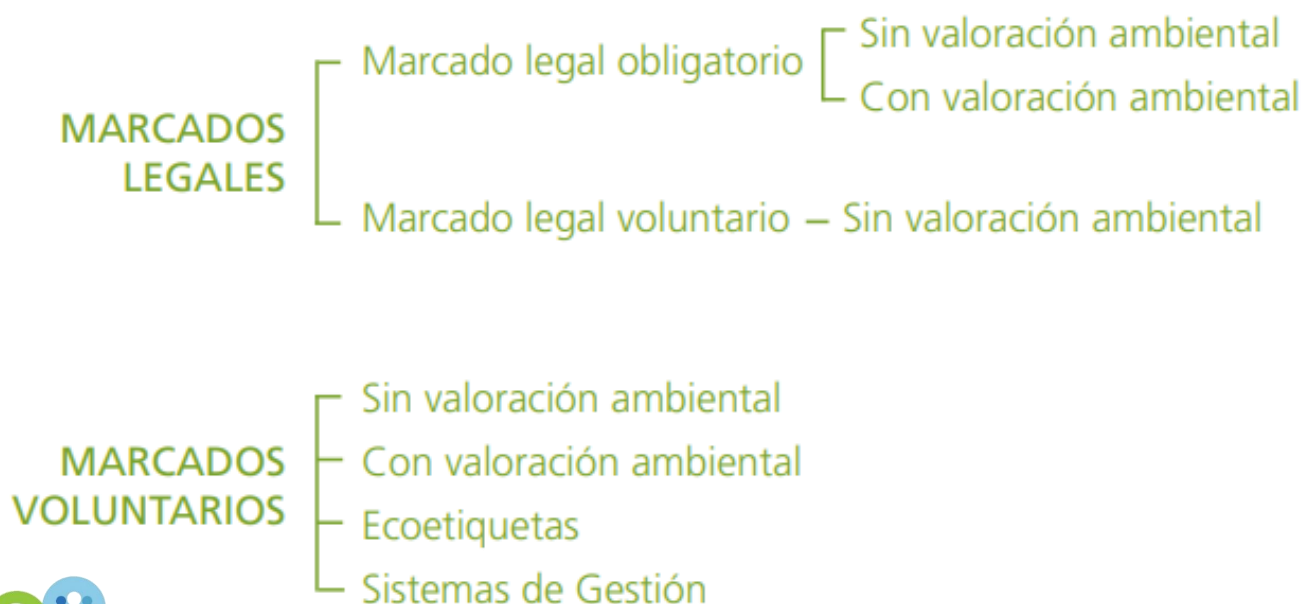 MARCADOS
LEGALES
Marcado legal obligatorio
Sin valoración ambiental
Con valoración ambiental
Marcado legal voluntario – Sin valoración ambiental
MARCADOS
VOLUNTARIOS
Sin valoración ambiental
Con valoración ambiental
Ecoetiquetas
Sistemas de Gestión